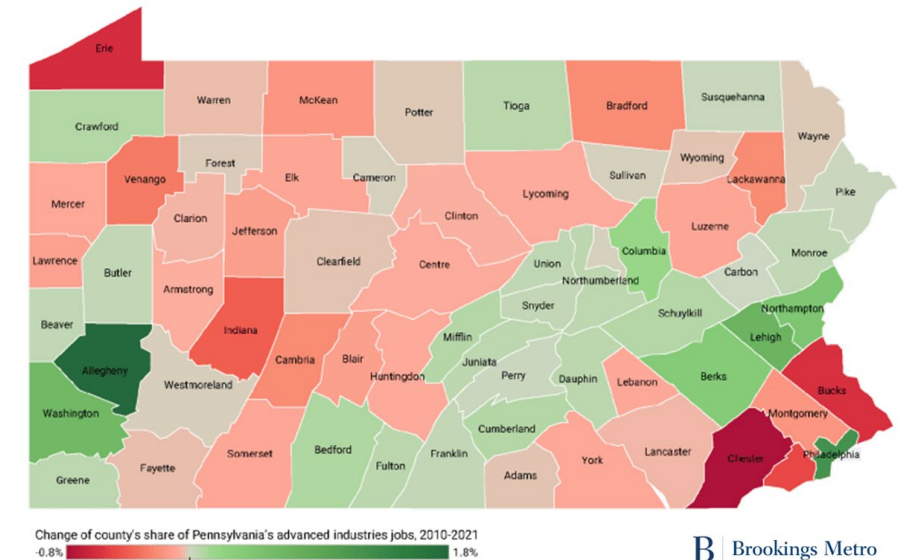 Erie
Warren
McKean
Potter
Tioga
Bradford
Susquehanna
Wayne
Crawford
Forest
Elk
Cameron
Sullivan
Wyoming
Lackawanna
Pike
Venango
Mercer
Clarion
Jefferson
Clinton
Lycoming
Luzerne
Columbia
Monroe
Lawrence
Butler
Clearfield
Centre
Union
Northumberland
Carbon
Armstrong
Snyder
Schuylkill
Northampton
Beaver
Indiana
Mifflin
Lehigh
Allegheny
Cambria
Blair
Huntingdon
Juniata
Perry
Dauphin
Lebanon
Berks
Bucks
Westmoreland
Washington
Montgomery
Cumberland
Bedford
Somerset
Fulton
Franklin
York
Lancaster
Chester
Philadelphia
Greene
Fayette
Adams
Change of county's share of Pennsylvania's advanced industries jobs, 2010-2021
-0.8% 1.8%
B Brookings Metro